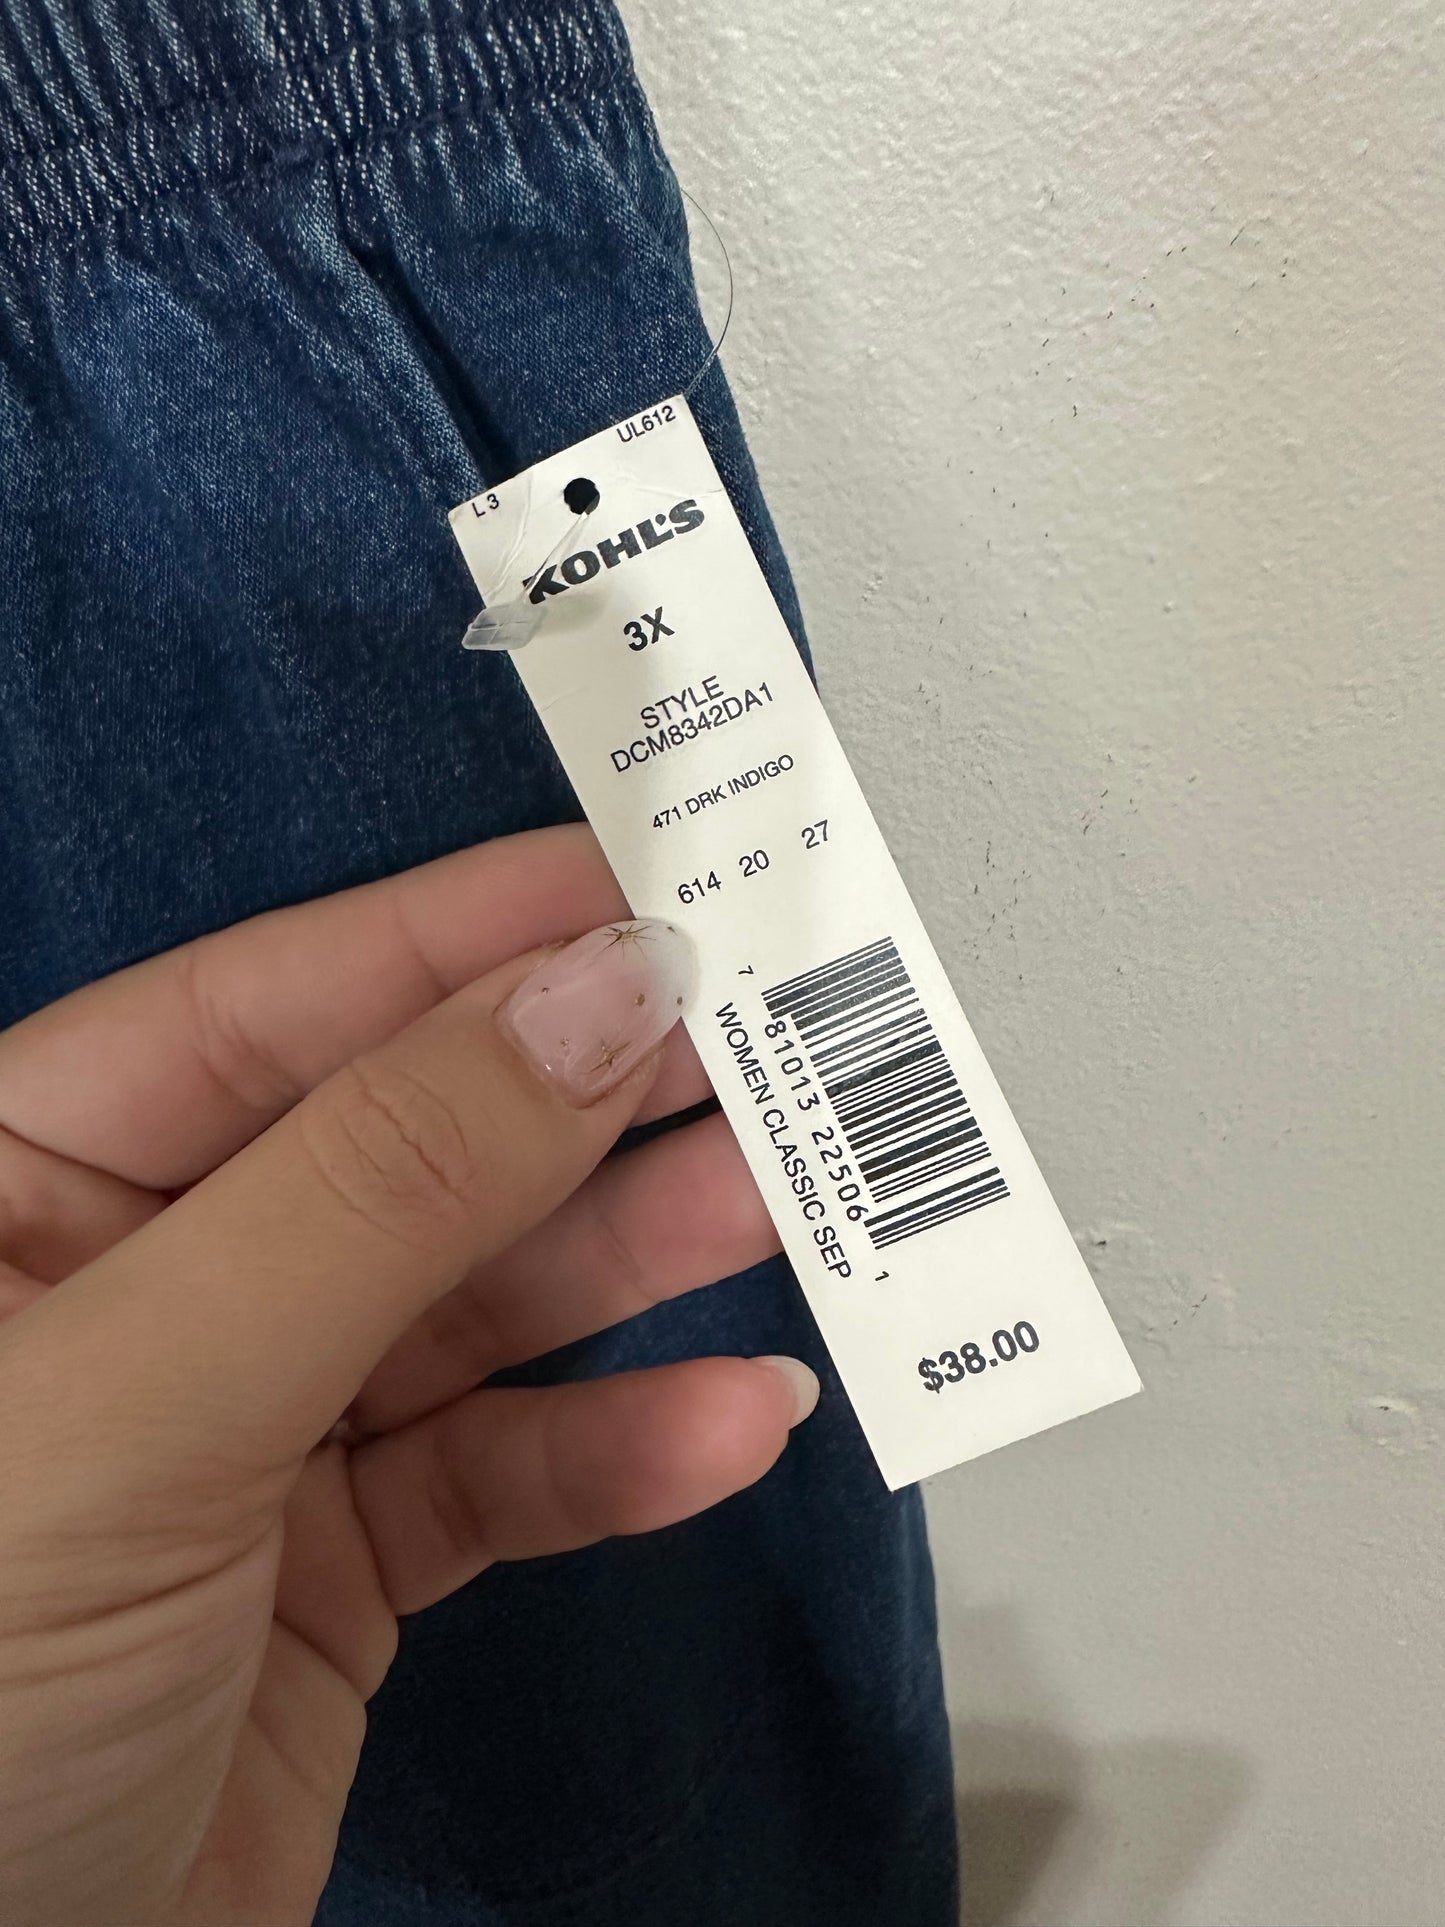 L 3 UL612
KOHL'S
3X
STYLE
DCM8342DA1
471 DRK INDIGO
614 20 27
7 81013 22506 1
WOMEN CLASSIC SEP
$38.00